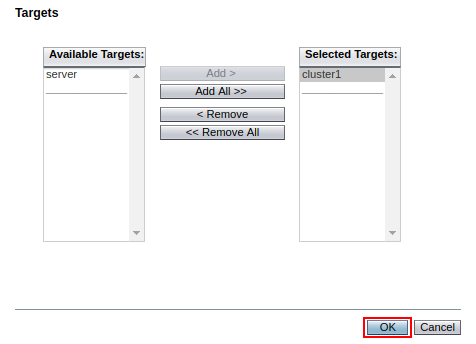 Targets
Available Targets:
server
Add >
Add All >>
< Remove
<< Remove All
Selected Targets:
cluster1
OK
Cancel